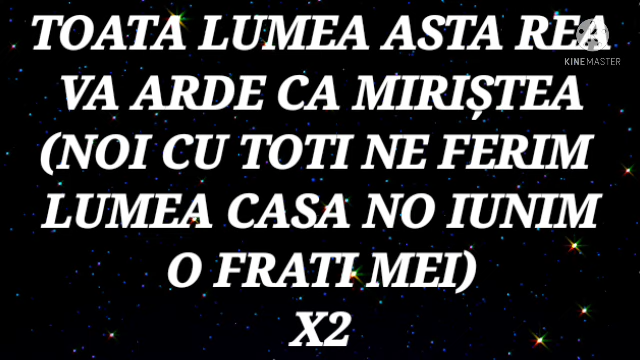 TOATA LUMEA ASTA REA
VA ARDE CA MIRIȘTEA
(NOI CU TOTI NE FERIM
LUMEA CASA NO IUNIM
O FRATI MEI)
X2
KINEMASTER